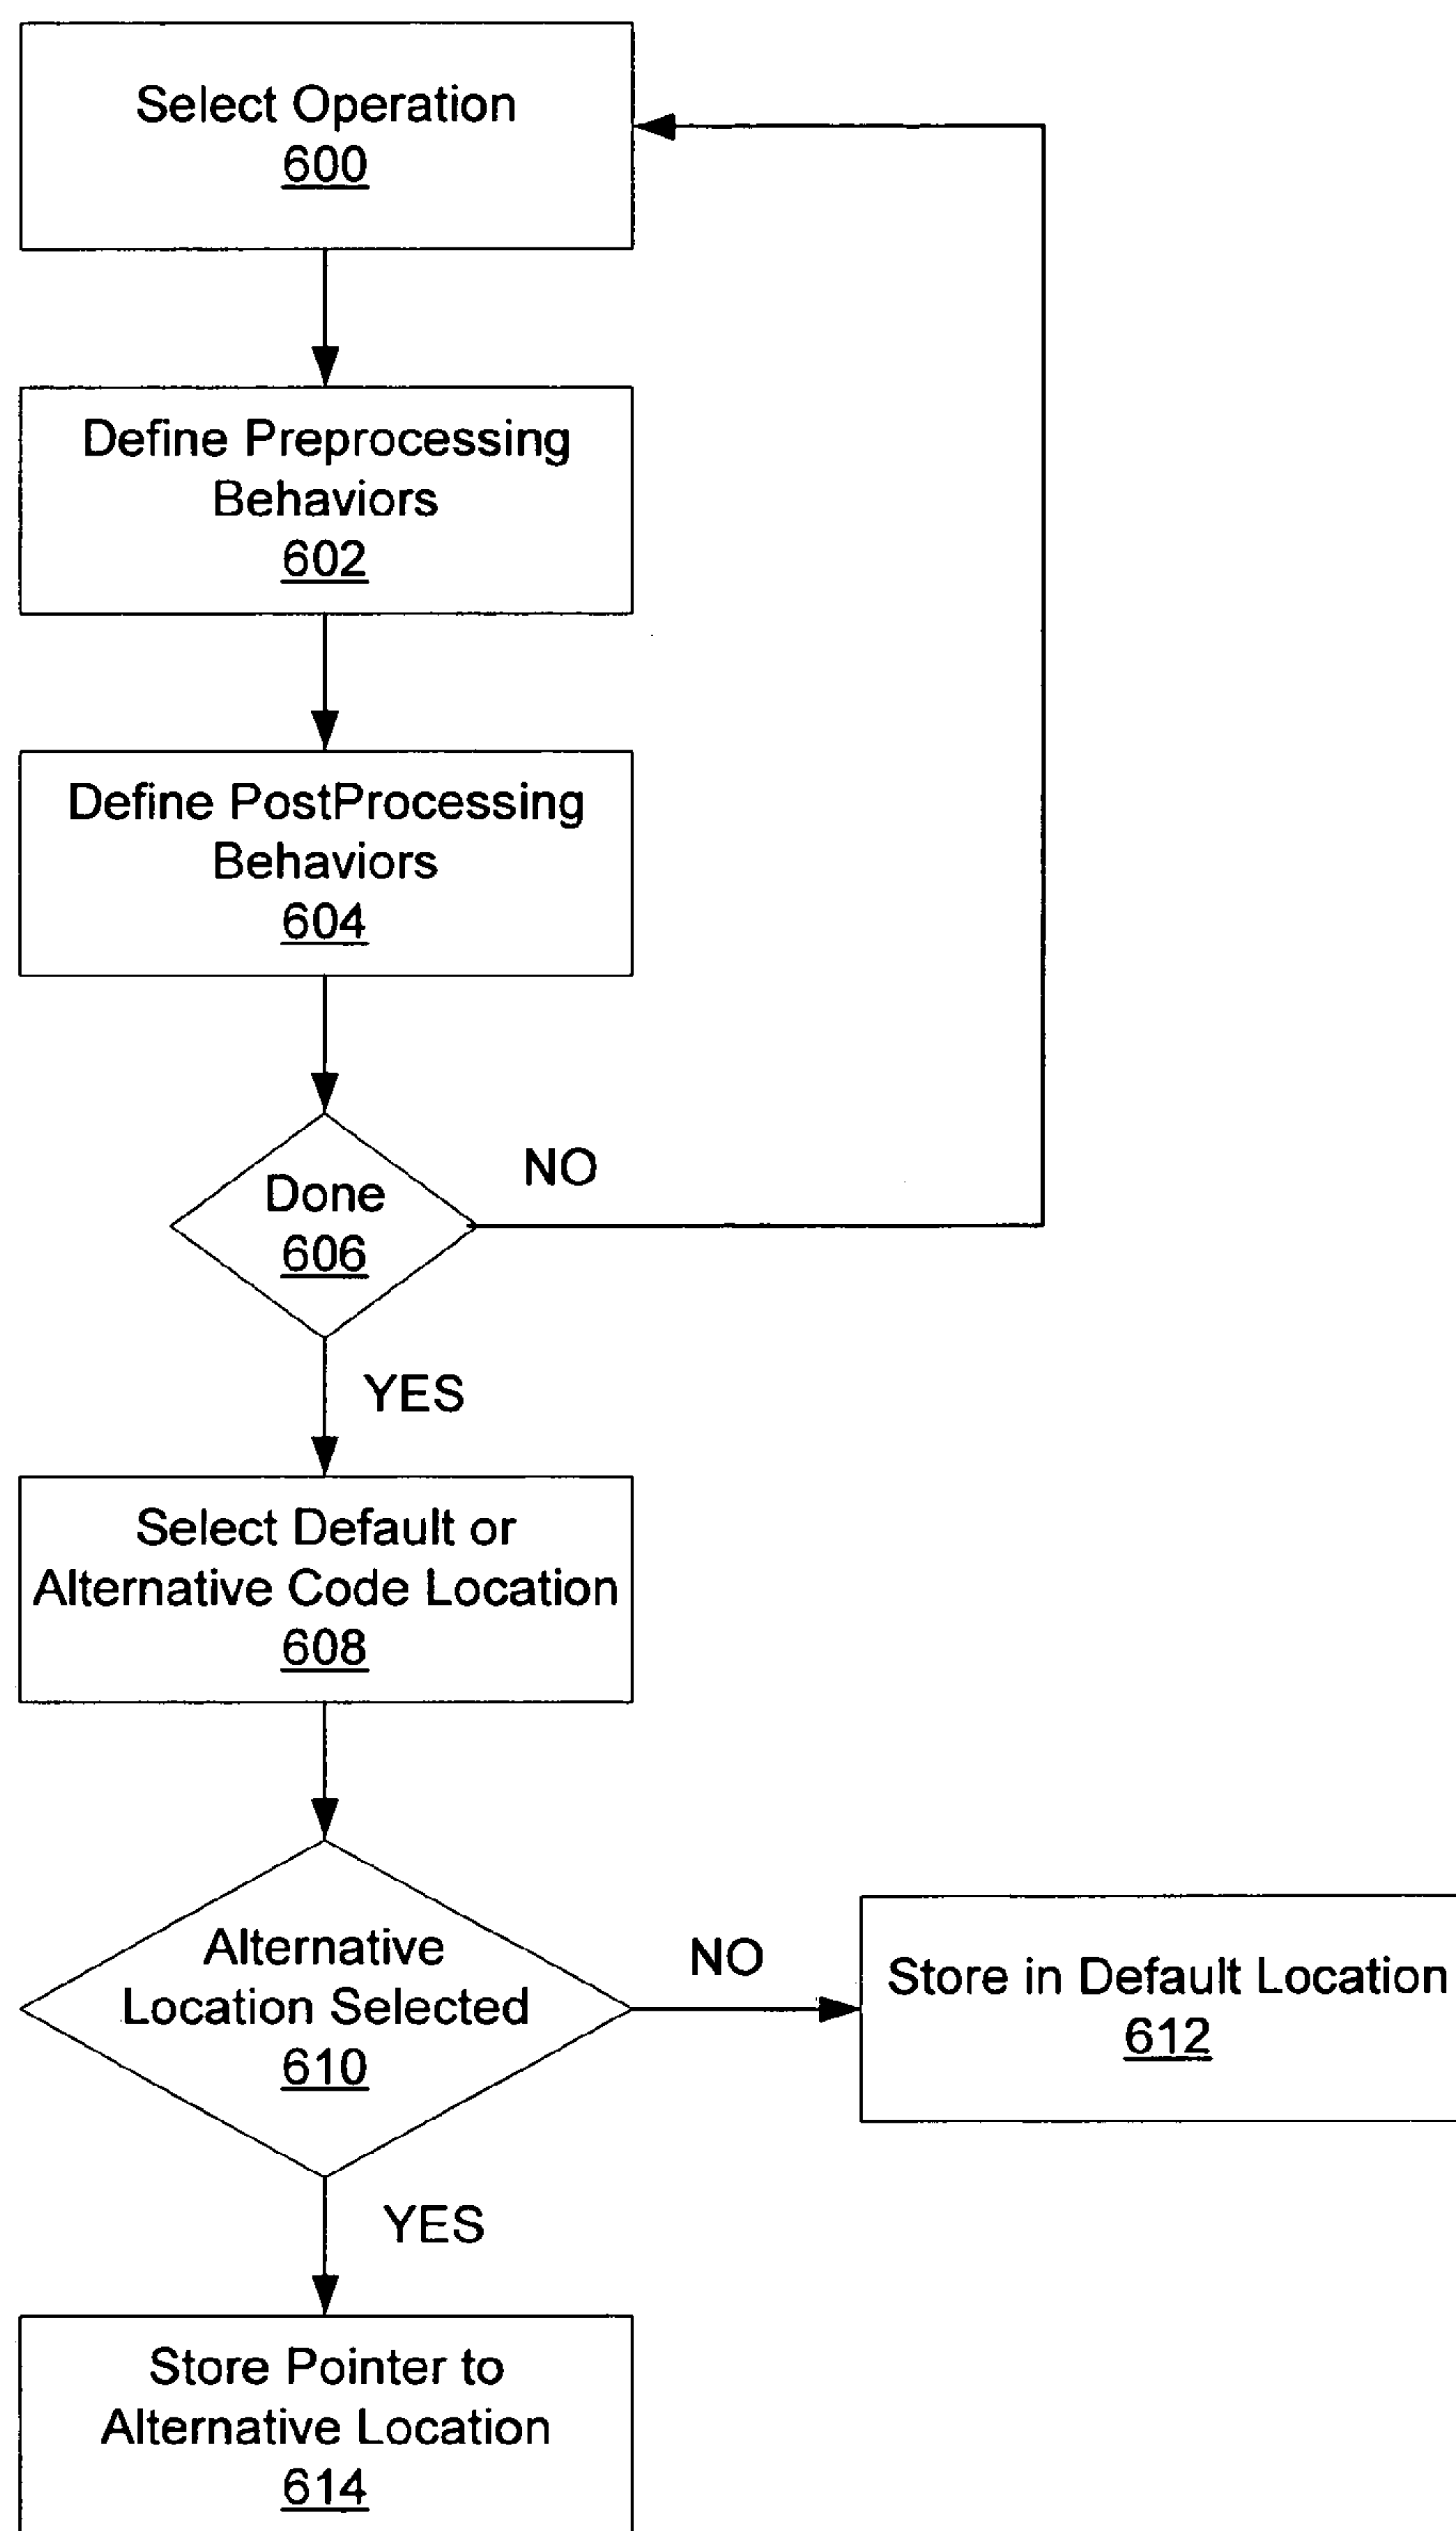 Select Operation
600
Define Preprocessing
Behaviors
602
Define PostProcessing
Behaviors
604
Done
606
NO
YES
Select Default or
Alternative Code Location
608
Alternative
Location Selected
610
NO
Store in Default Location
612
YES
Store Pointer to
Alternative Location
614